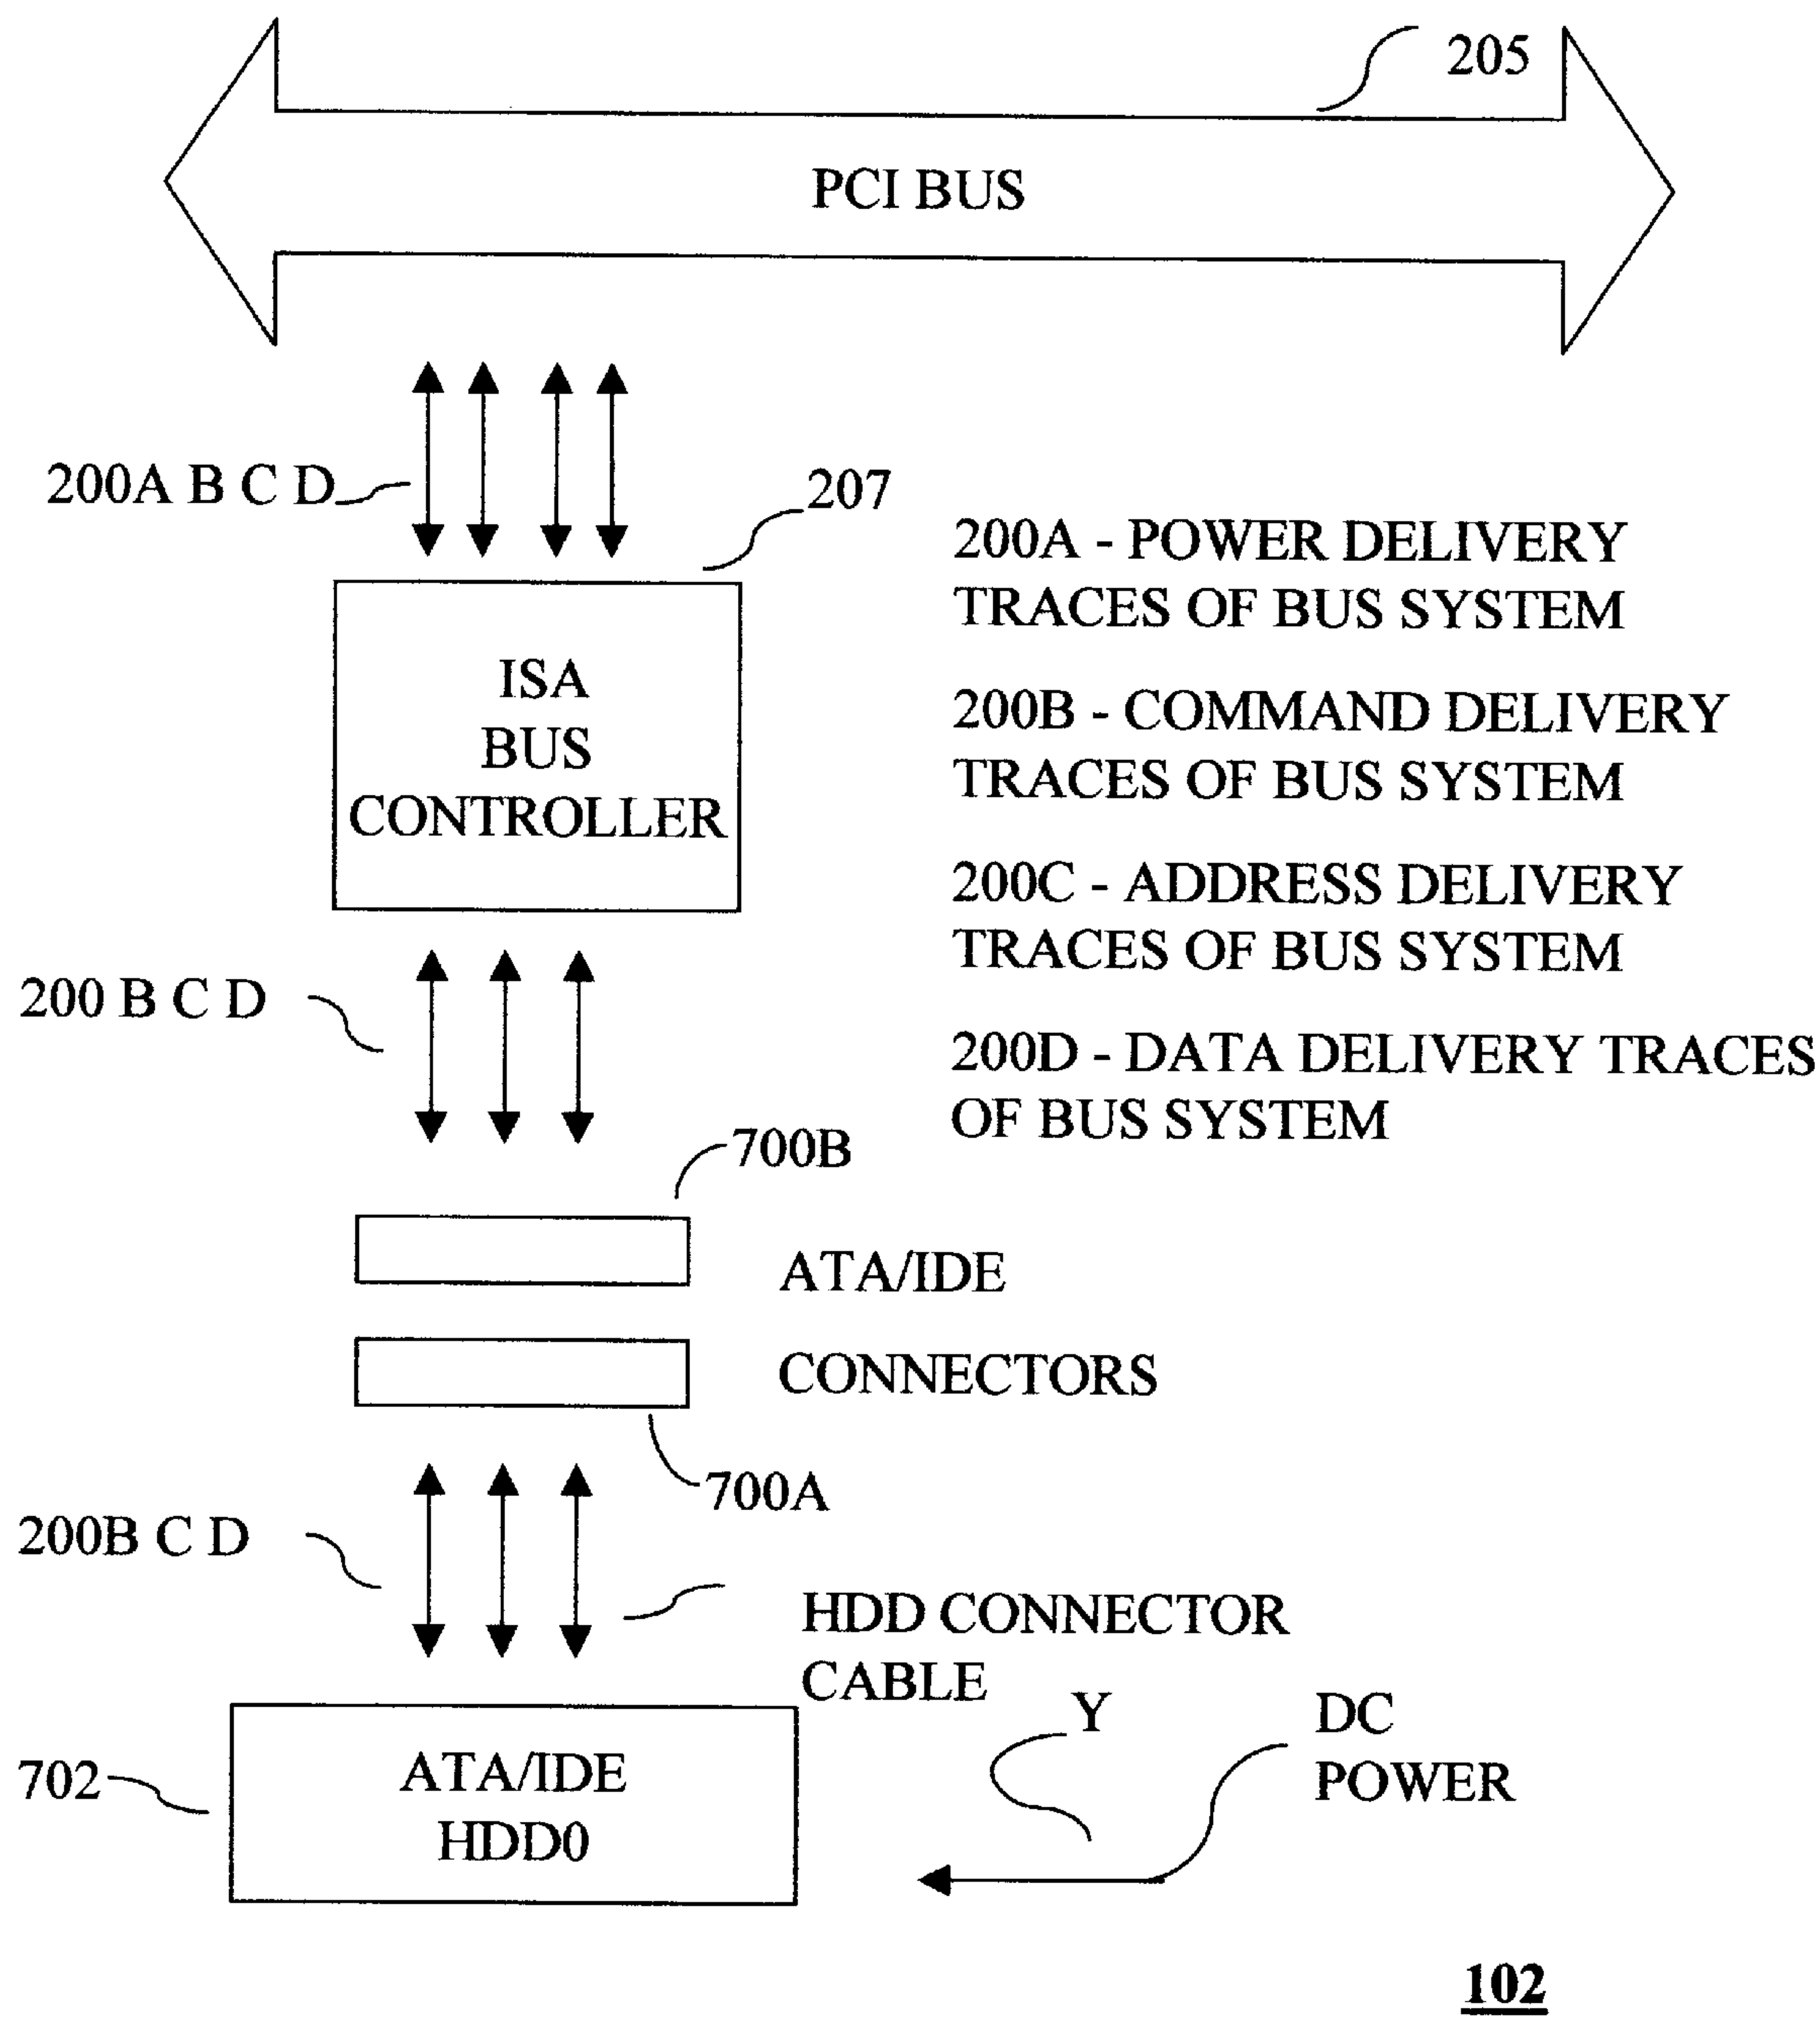 205
PCI BUS
200A B C D
207
200A - POWER DELIVERY
TRACES OF BUS SYSTEM
ISA
BUS
CONTROLLER
200B - COMMAND DELIVERY
TRACES OF BUS SYSTEM
200C - ADDRESS DELIVERY
TRACES OF BUS SYSTEM
200 B C D
200D - DATA DELIVERY TRACES
OF BUS SYSTEM
700B
ATA/IDE
CONNECTORS
700A
200B C D
HDD CONNECTOR
CABLE
Y
DC
POWER
702
ATA/IDE
HDD0
102